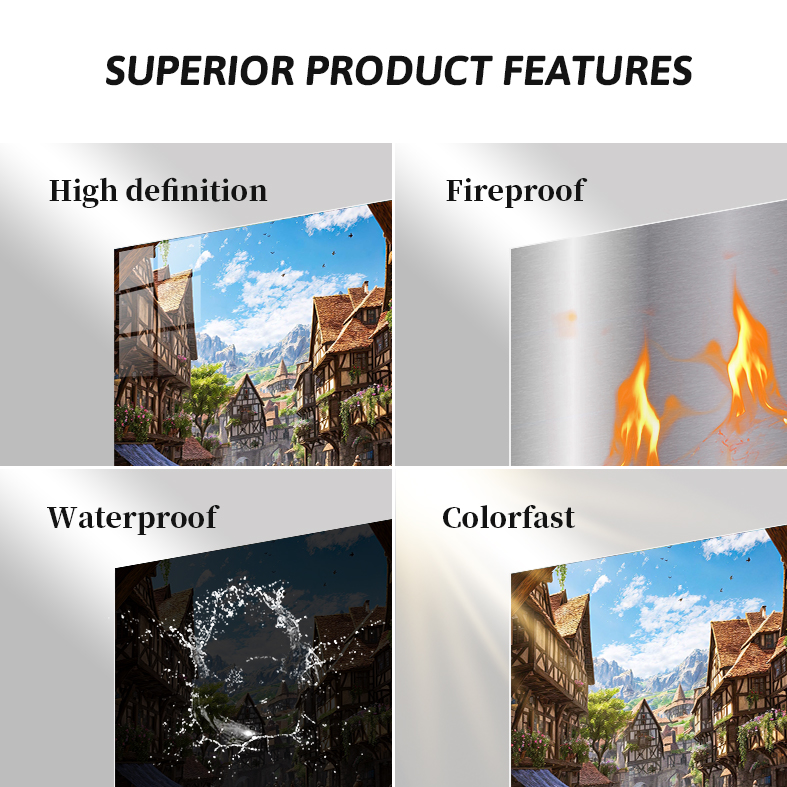 SUPERIOR PRODUCT FEATURES
High definition
Fireproof
Waterproof
Colorfast